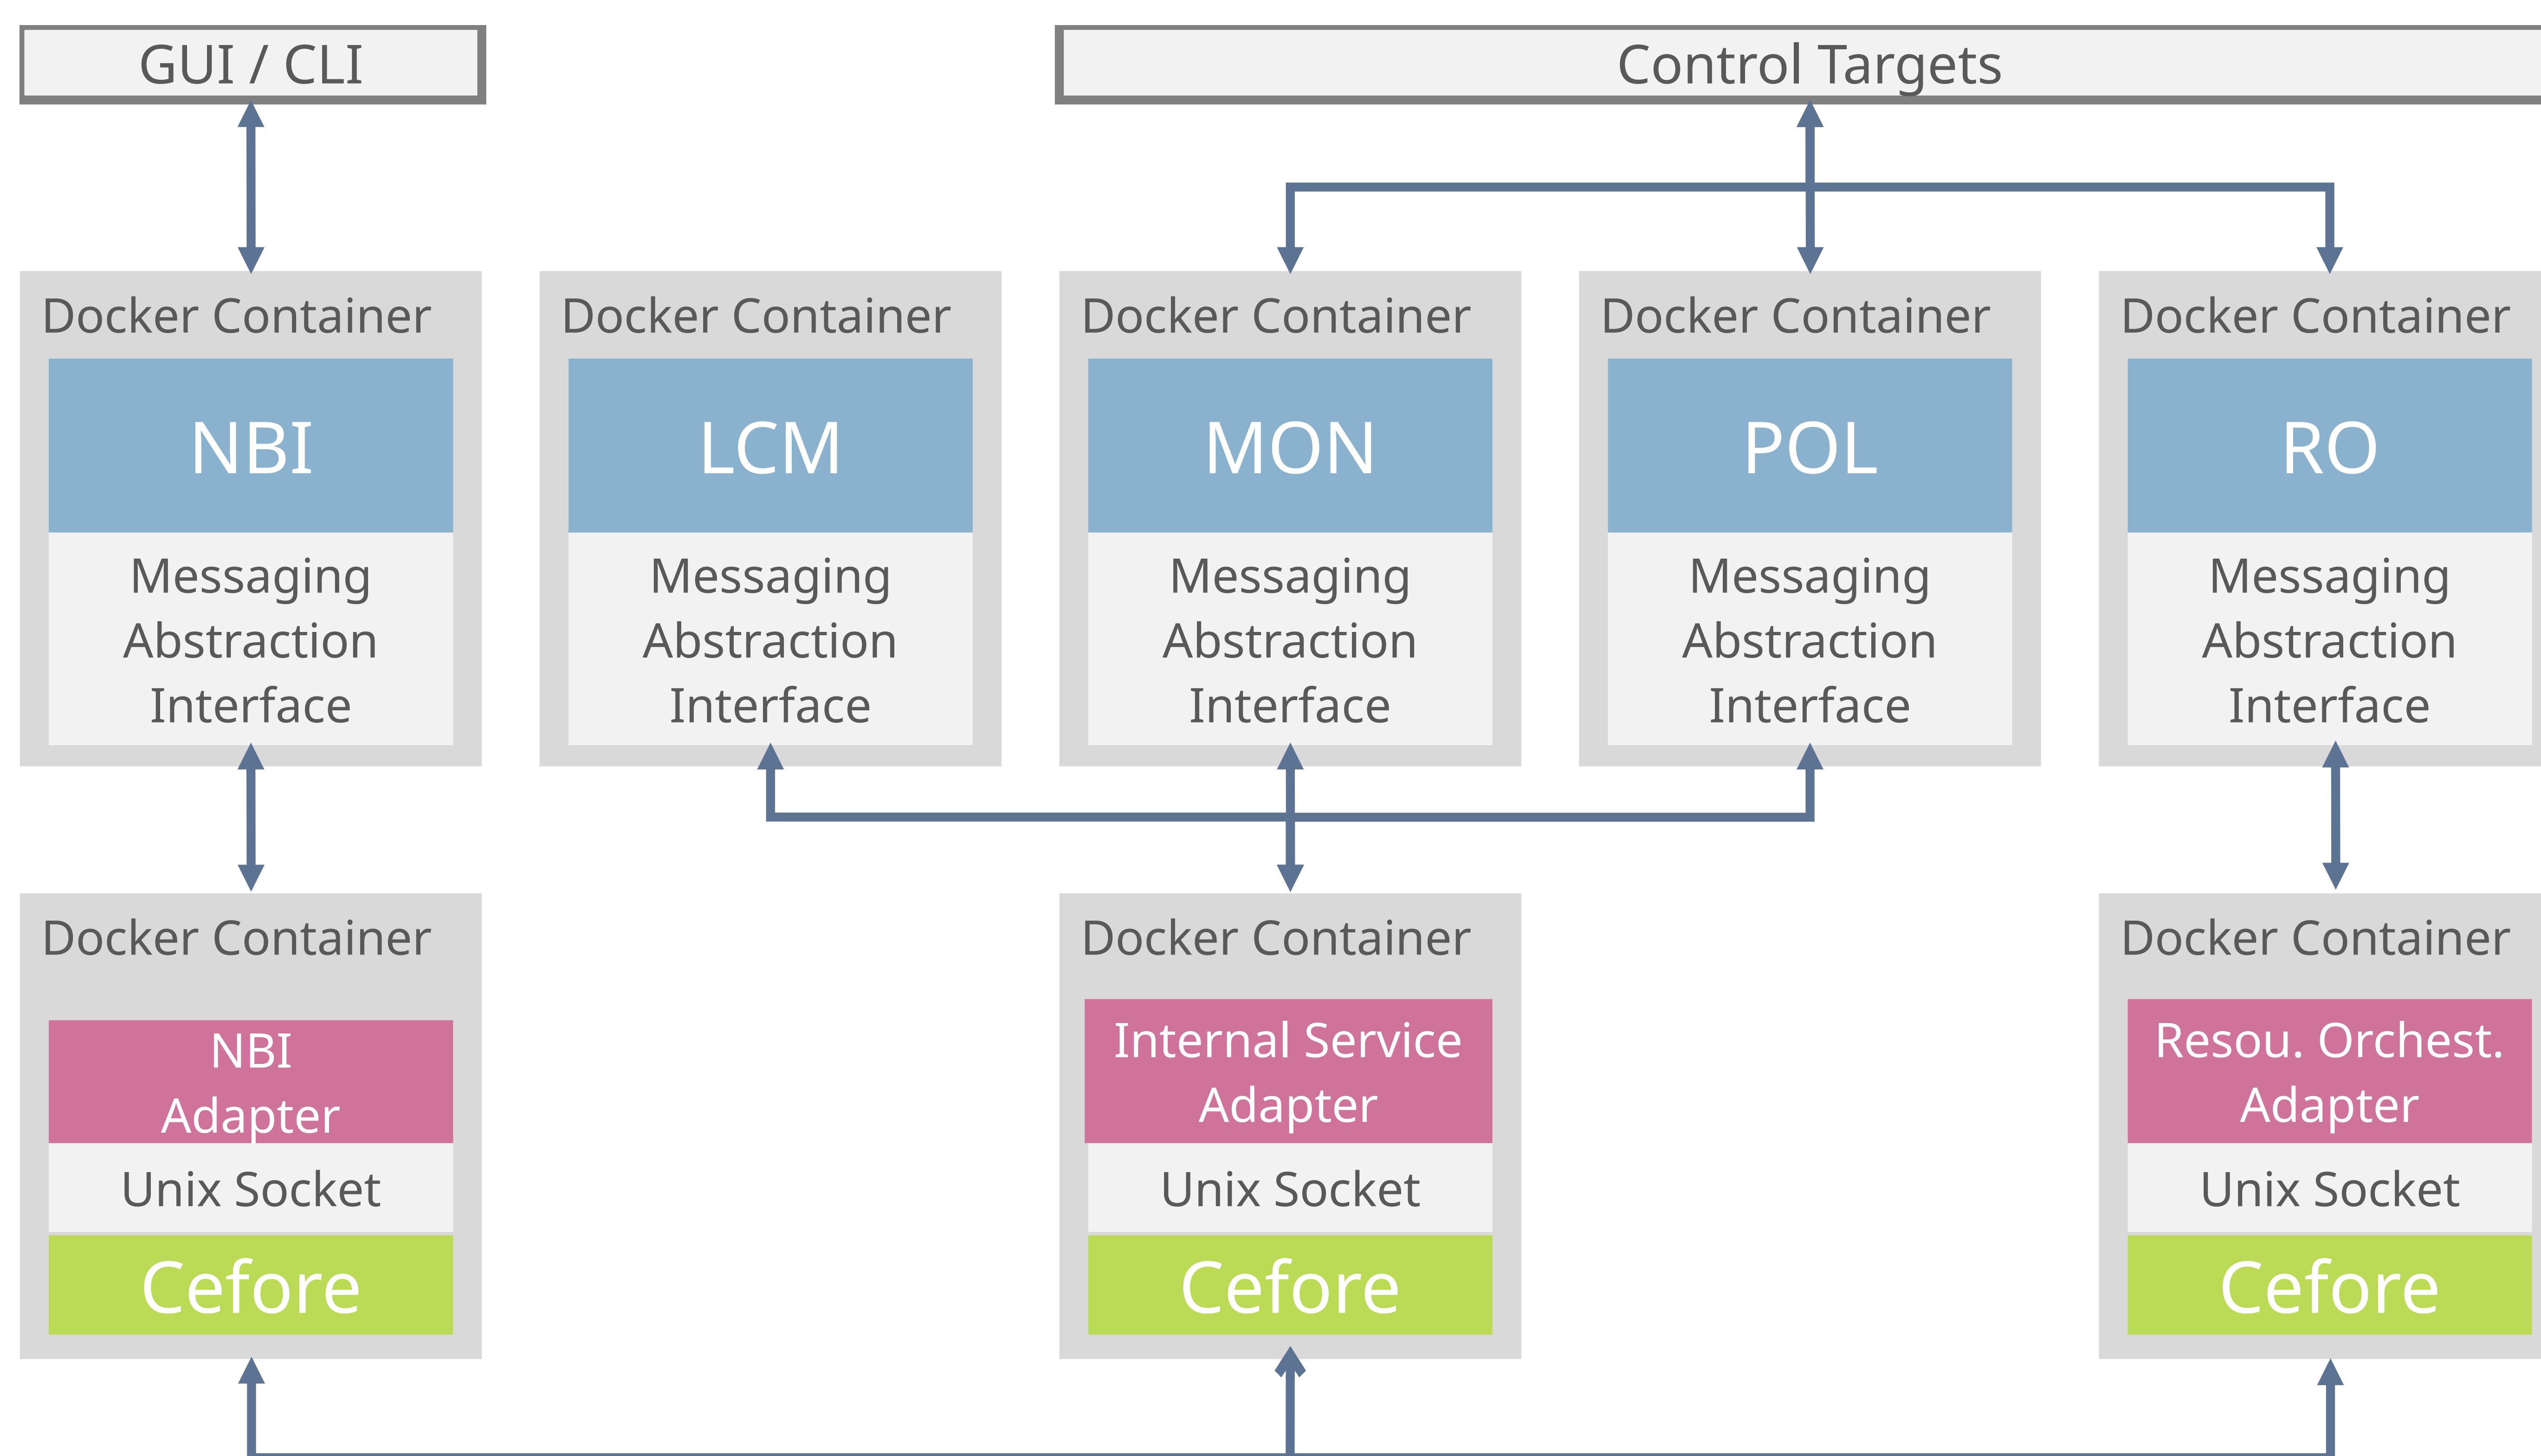 GUI / CLI
Control Targets
Docker Container
Docker Container
Docker Container
Docker Container
Docker Container
NBI
LCM
MON
POL
RO
Messaging
Abstraction
Interface
Messaging
Abstraction
Interface
Messaging
Abstraction
Interface
Messaging
Abstraction
Interface
Messaging
Abstraction
Interface
Docker Container
Docker Container
Docker Container
NBI
Adapter
Internal Service
Adapter
Resou. Orchest.
Adapter
Unix Socket
Unix Socket
Unix Socket
Cefore
Cefore
Cefore